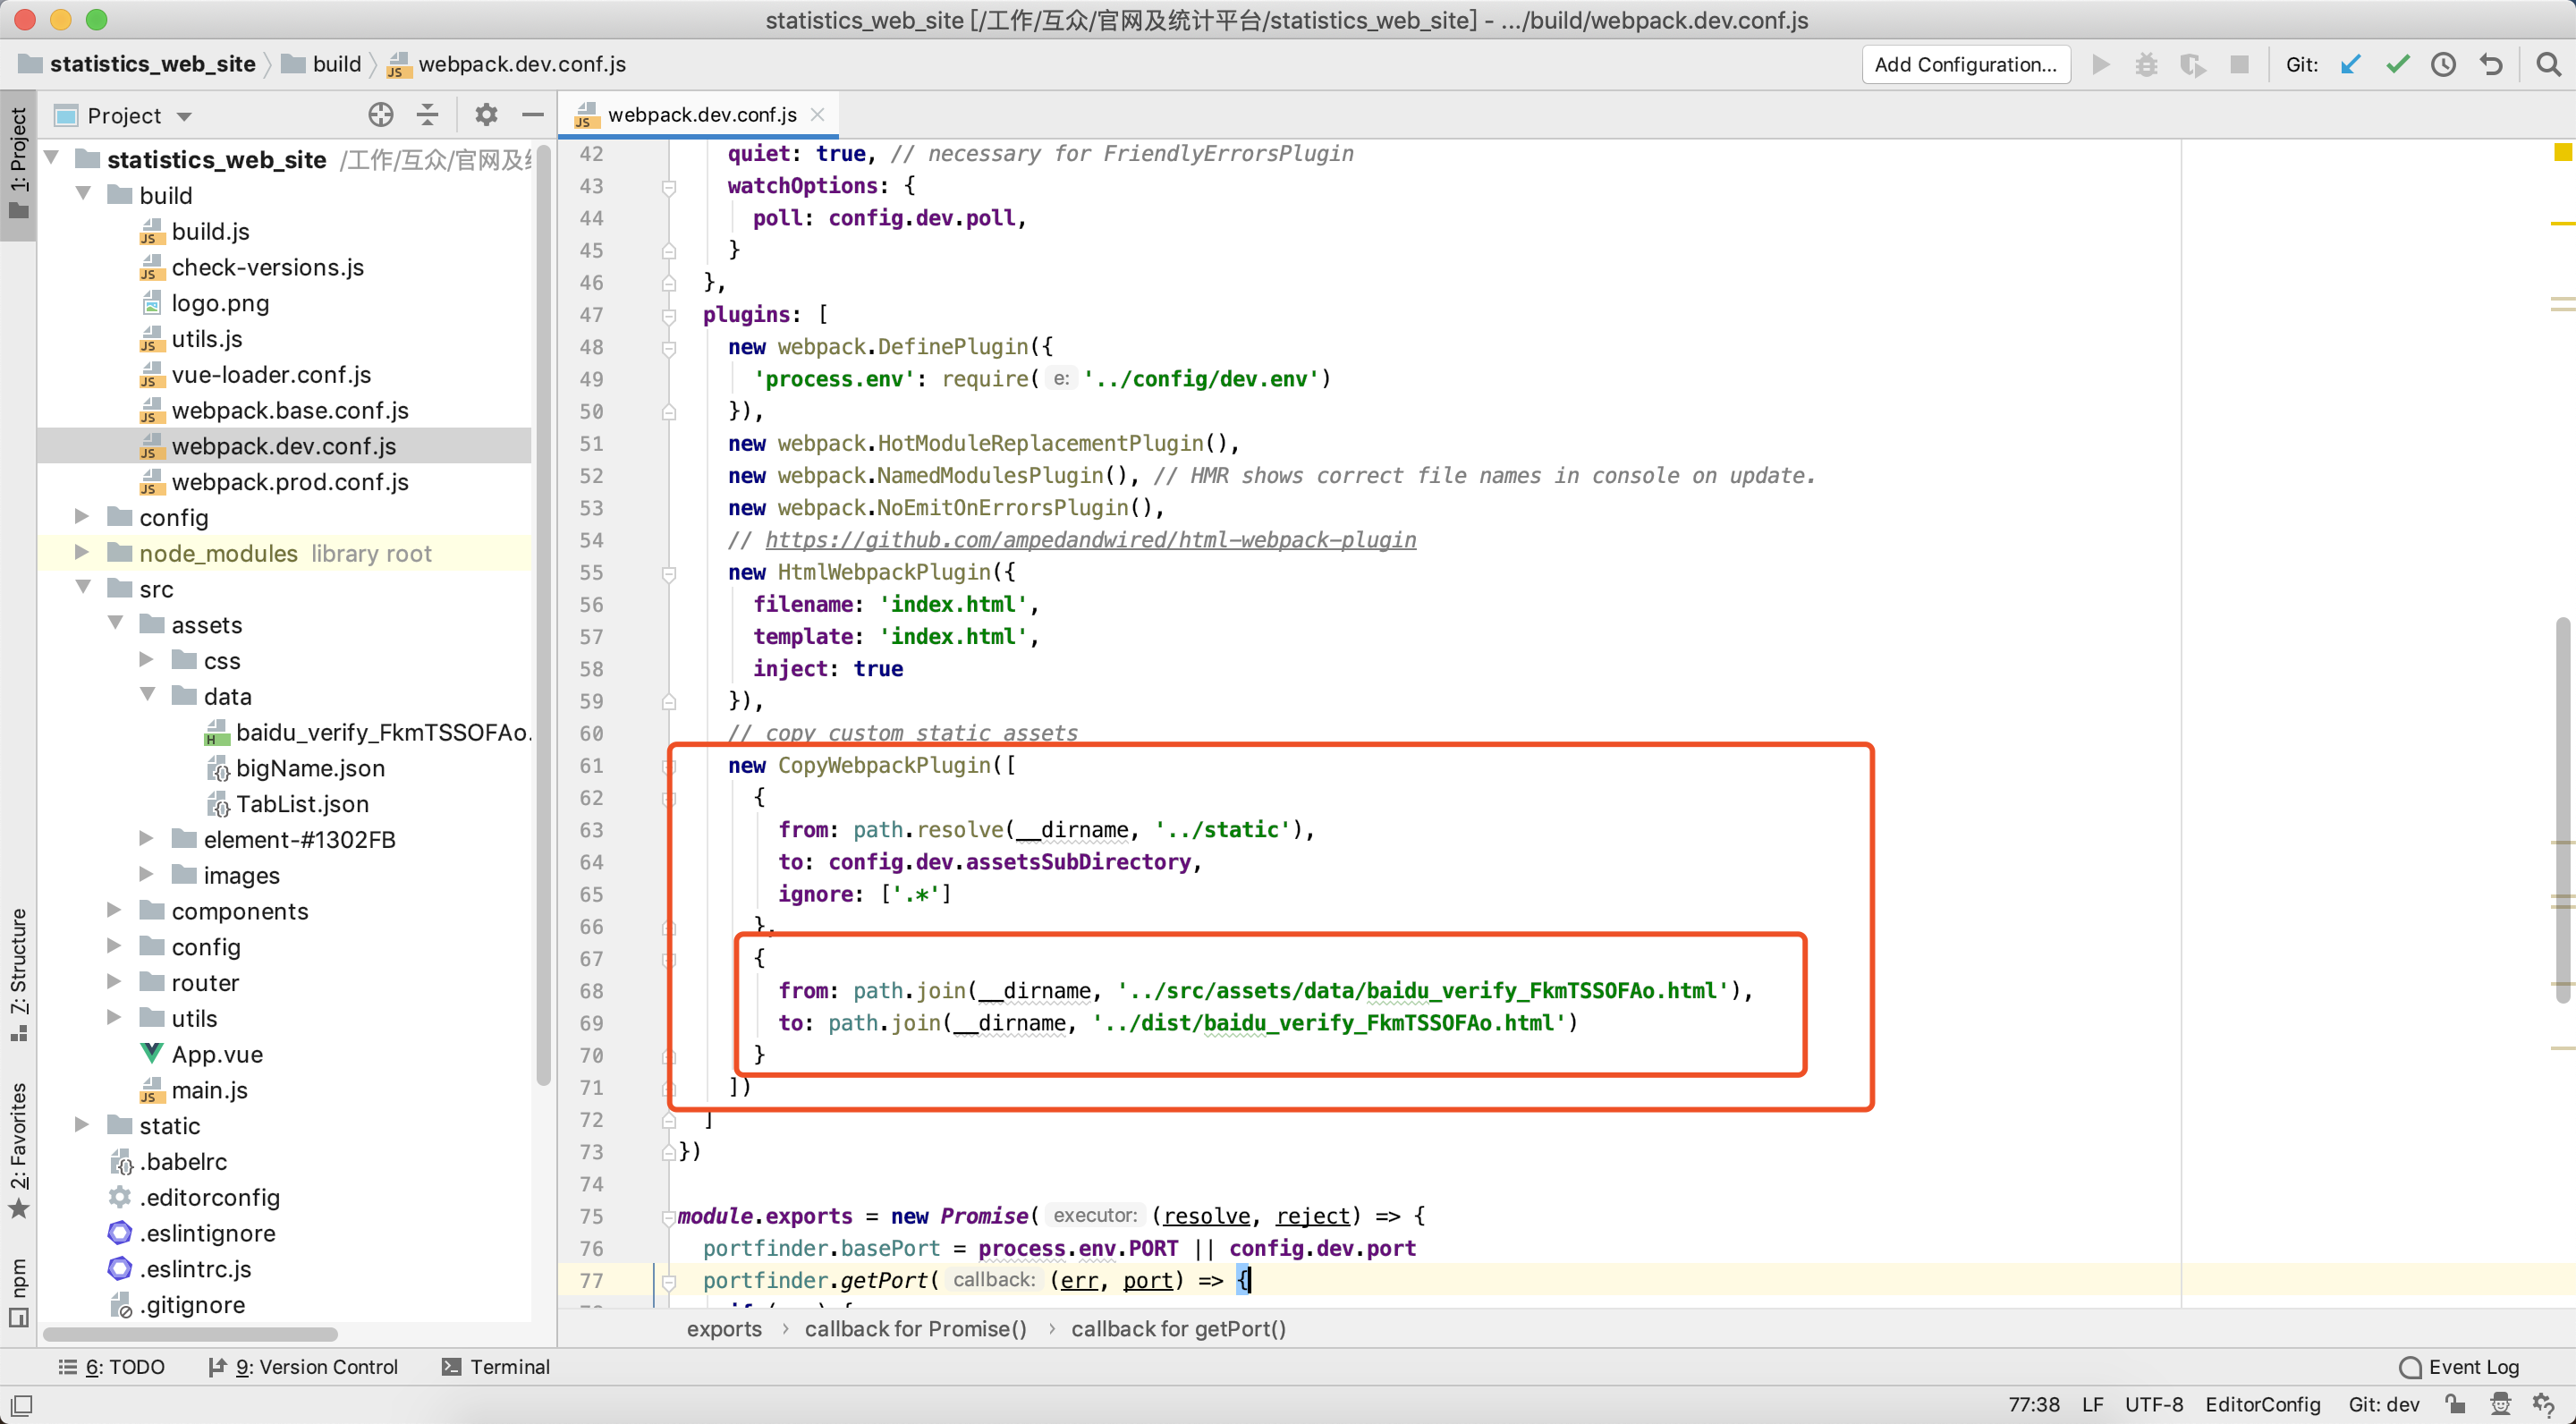 statistics_web_site [/工作/互众/官网及统计平台/statistics_web_site] - .../build/webpack.dev.conf.js
statistics_web_site
build
webpack.dev.conf.js
Add Configuration...
Git:
1: Project
Project
webpack.dev.conf.js
statistics_web_site /工作/互众/官网及
build
build.js
check-versions.js
logo.png
utils.js
vue-loader.conf.js
webpack.base.conf.js
webpack.dev.conf.js
webpack.prod.conf.js
config
node_modules library root
src
assets
css
data
baidu_verify_FkmTSSOFAo.
bigName.json
TabList.json
element-#1302FB
images
components
config
router
utils
App.vue
main.js
static
.babelrc
.editorconfig
.eslintignore
.eslintrc.js
.gitignore
Z: Structure
2: Favorites
npm
42 quiet: true, // necessary for FriendlyErrorsPlugin
43 watchOptions: {
44 poll: config.dev.poll,
45 }
46 },
47 plugins: [
48 new webpack.DefinePlugin({
49 'process.env': require( e: '../config/dev.env')
50 }),
51 new webpack.HotModuleReplacementPlugin(),
52 new webpack.NamedModulesPlugin(), // HMR shows correct file names in console on update.
53 new webpack.NoEmitOnErrorsPlugin(),
54 // https://github.com/ampedandwired/html-webpack-plugin
55 new HtmlWebpackPlugin({
56 filename: 'index.html',
57 template: 'index.html',
58 inject: true
59 }),
60 // copy custom static assets
61 new CopyWebpackPlugin([
62 {
63 from: path.resolve(__dirname, '../static'),
64 to: config.dev.assetsSubDirectory,
65 ignore: ['.*']
66 },
67 {
68 from: path.join(__dirname, '../src/assets/data/baidu_verify_FkmTSSOFAo.html'),
69 to: path.join(__dirname, '../dist/baidu_verify_FkmTSSOFAo.html')
70 }
71 ])
72 ]
73 })
74
75 module.exports = new Promise( executor: (resolve, reject) => {
76 portfinder.basePort = process.env.PORT || config.dev.port
77 portfinder.getPort( callback: (err, port) => {
exports › callback for Promise() › callback for getPort()
6: TODO
9: Version Control
Terminal
Event Log
77:38 LF UTF-8 EditorConfig Git: dev